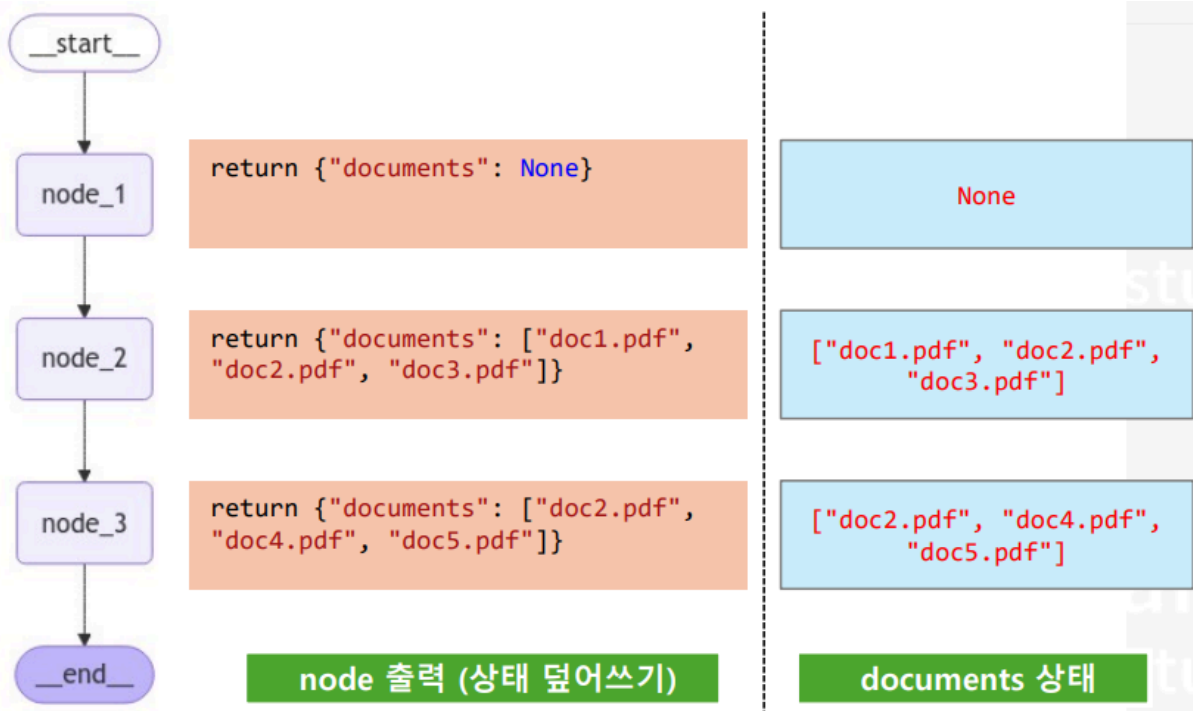 __start__
node_1
return {"documents": None}
None
node_2
return {"documents": ["doc1.pdf",
"doc2.pdf", "doc3.pdf"]}
["doc1.pdf", "doc2.pdf",
"doc3.pdf"]
node_3
return {"documents": ["doc2.pdf",
"doc4.pdf", "doc5.pdf"]}
["doc2.pdf", "doc4.pdf",
"doc5.pdf"]
__end__
node 출력 (상태 덮어쓰기)
documents 상태